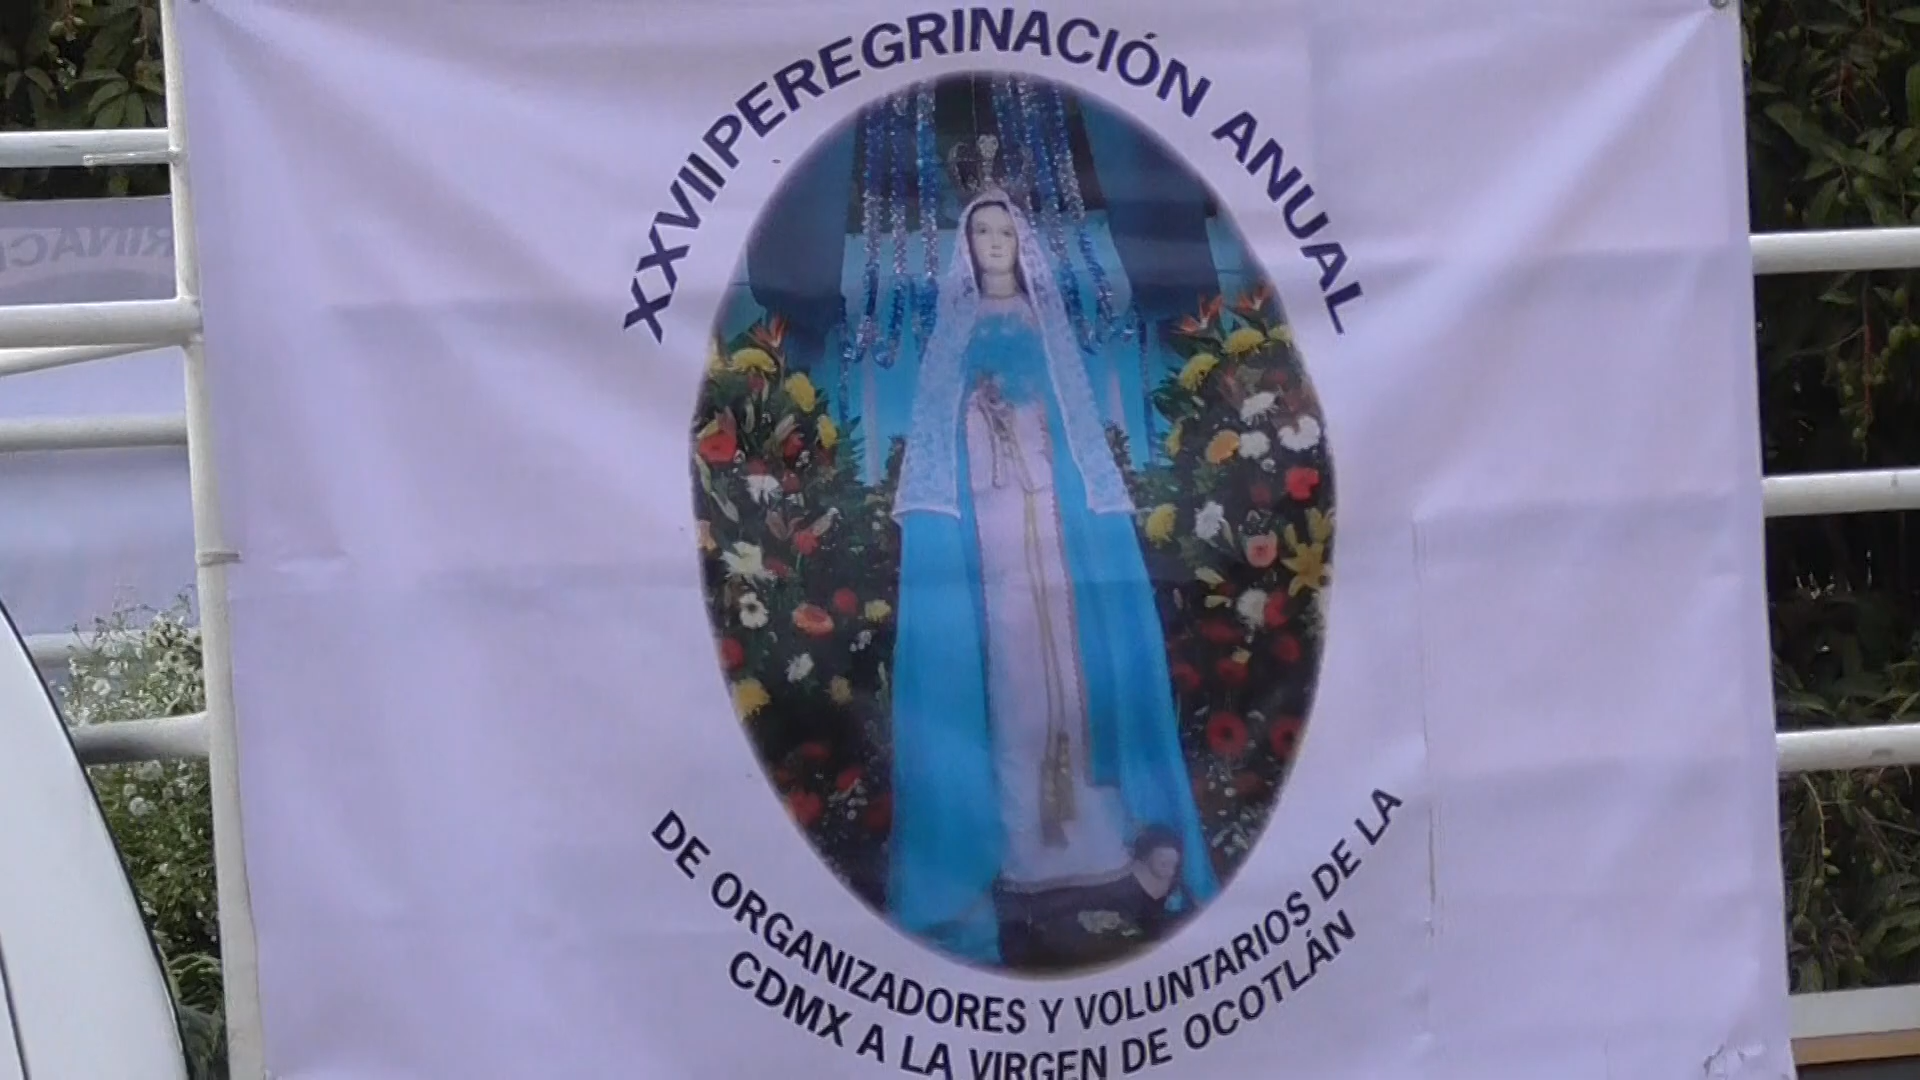 XXVII PEREGRINACIÓN ANUAL
DE ORGANIZADORES Y VOLUNTARIOS DE LA
CDMX A LA VIRGEN DE OCOTLÁN